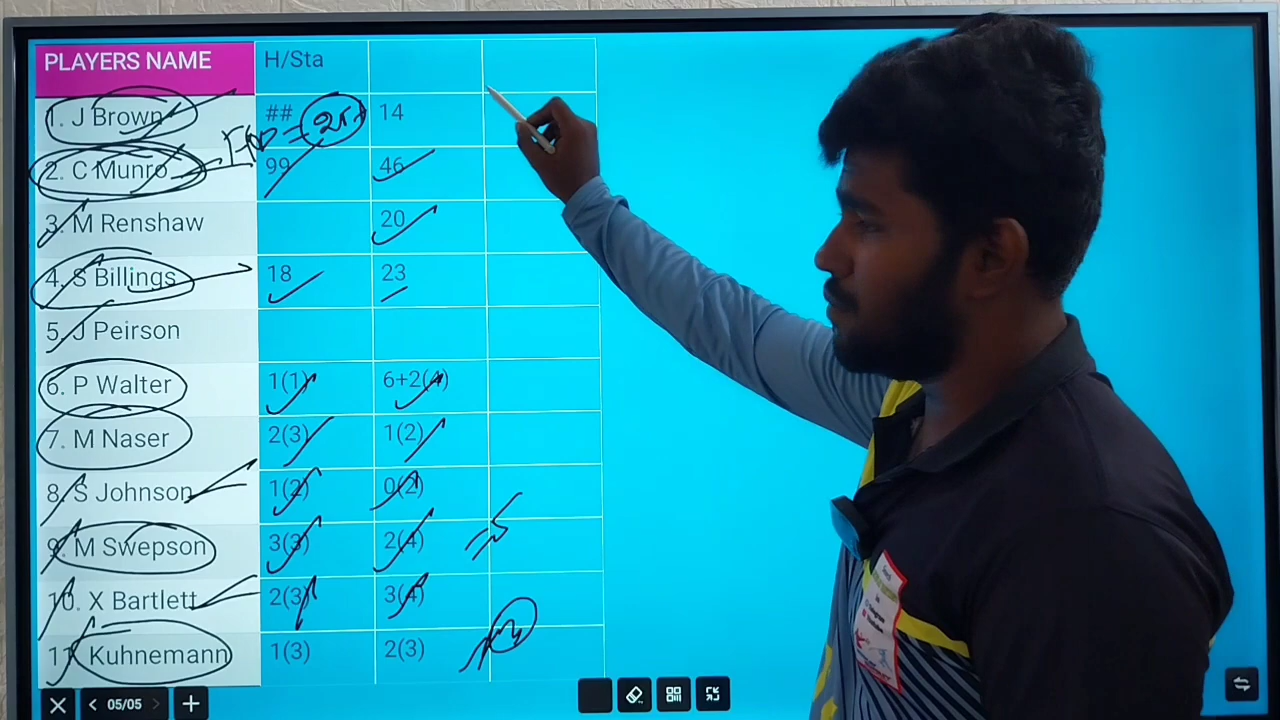 PLAYERS NAME H/Sta
1. J Brown ## 14
2. C Munro 99 46
3. M Renshaw 20
4. S Billings 18 23
5. J Peirson
6. P Walter 1(1) 6+2(4)
7. M Naser 2(3) 1(2)
8. S Johnson 1(2) 0(2)
9. M Swepson 3(3) 2(4)
10. X Bartlett 2(3) 3(4)
11. Kuhnemann 1(3) 2(3)
05/05